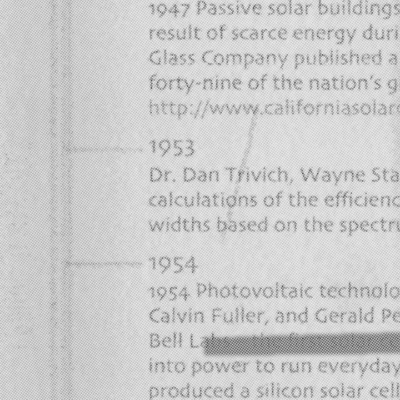 1947 Passive solar buildings
result of scarce energy duri
Glass Company published a
forty-nine of the nation's g
http://www.californiasolar
1953
Dr. Dan Trivich, Wayne Sta
calculations of the efficienc
widths based on the spectru
1954
1954 Photovoltaic technolo
Calvin Fuller, and Gerald Pe
Bell
into power to run everyday
produced a silicon solar cell